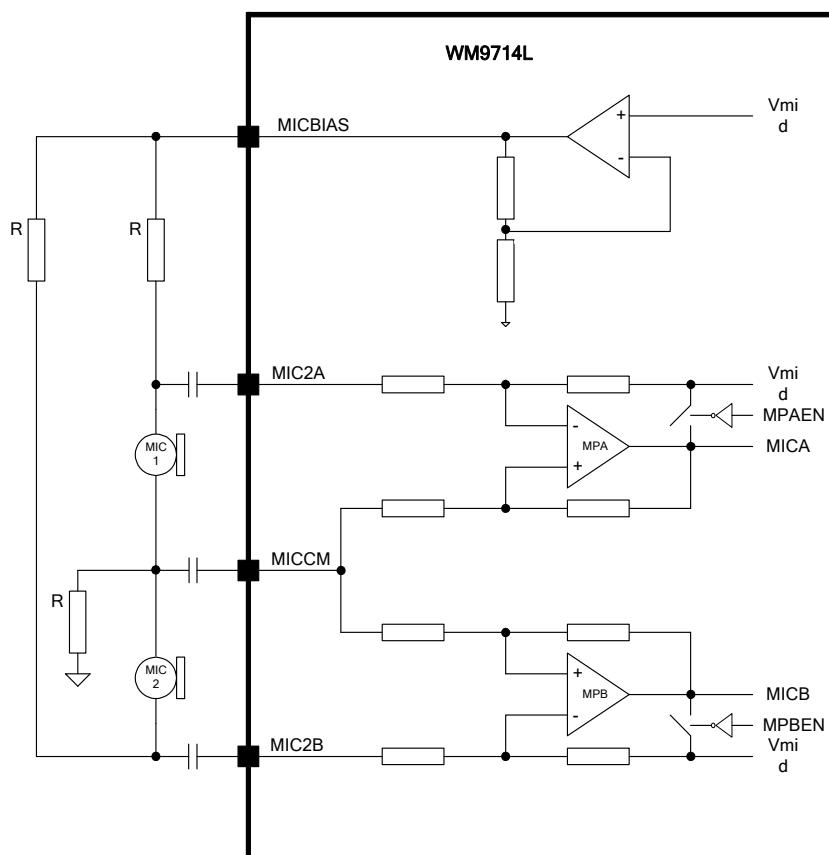 WM9714L
MICBIAS
+
-
Vmi
d
R
R
MIC2A
Vmi
d
MPAEN
-
MPA
+
MICA
MIC
1
MICCM
R
MIC
2
+
MPB
-
MICB
MPBEN
MIC2B
Vmi
d